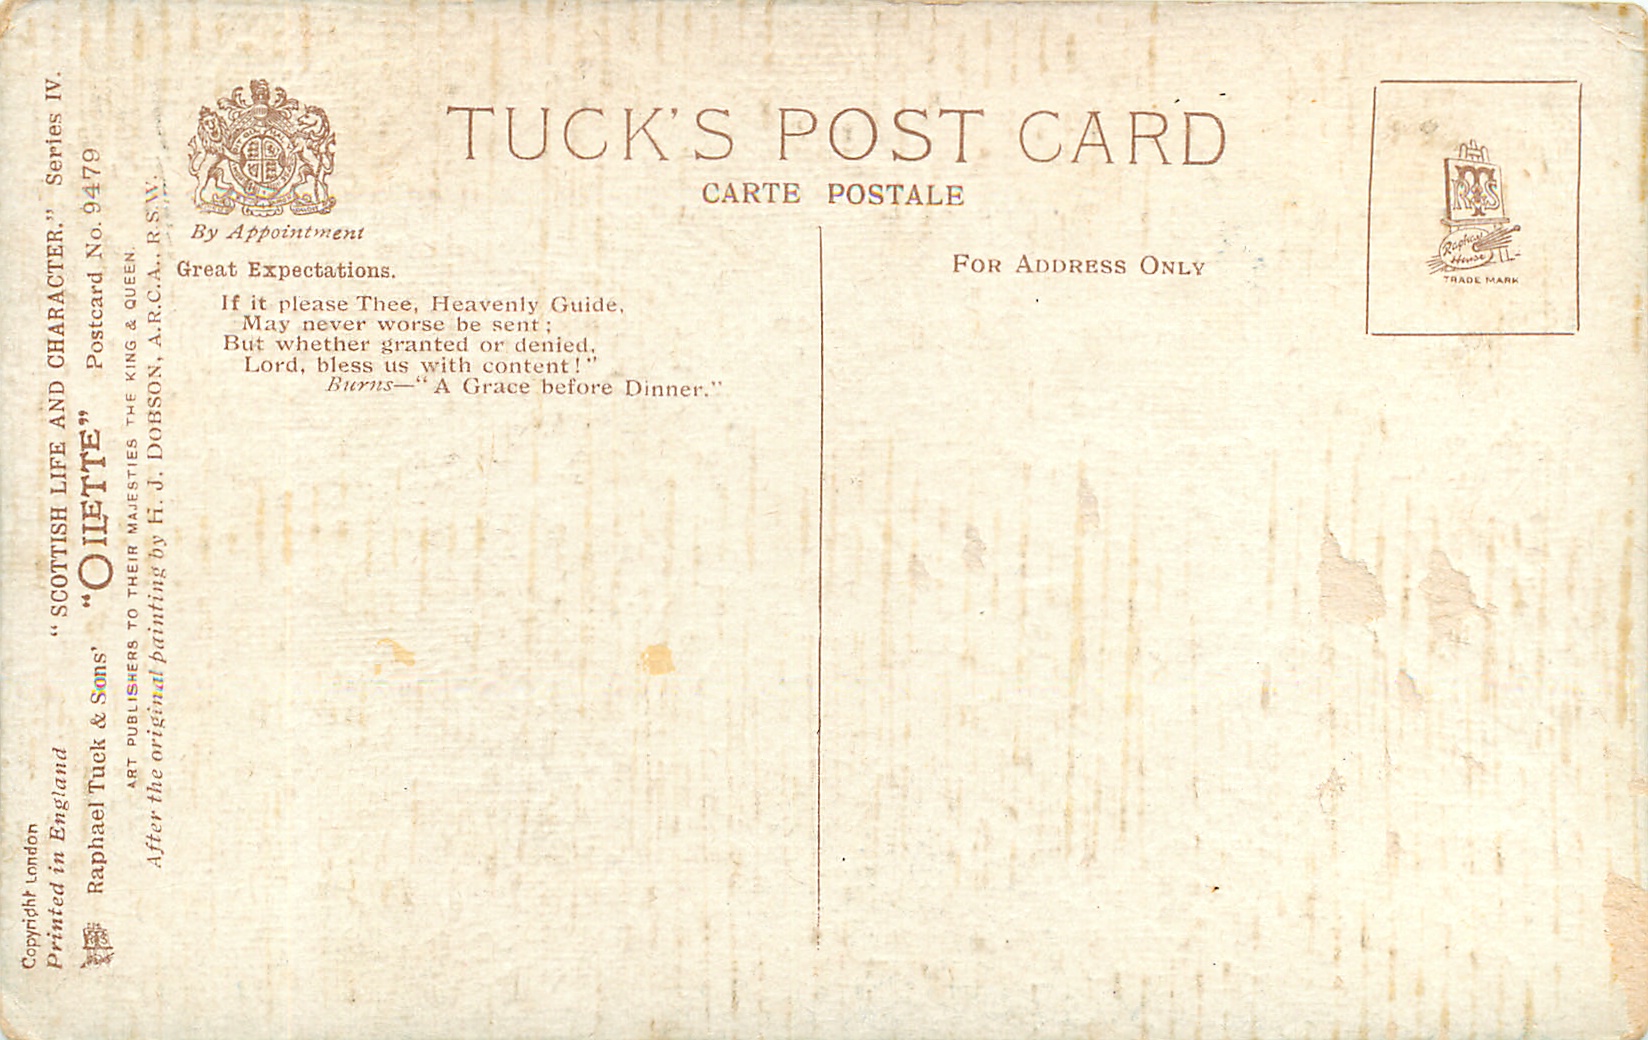 TUCK'S POST CARD
CARTE POSTALE
By Appointment
Great Expectations.
If it please Thee, Heavenly Guide,
May never worse be sent;
But whether granted or denied,
Lord, bless us with content!"
Burns—"A Grace before Dinner."
FOR ADDRESS ONLY
RTS
Raphael
House
TRADE MARK
Copyright London
Printed in England
"SCOTTISH LIFE AND CHARACTER." Series IV.
Raphael Tuck & Sons' "OILETTE" Postcard No. 9479
ART PUBLISHERS TO THEIR MAJESTIES THE KING & QUEEN.
After the original painting by H. J. DOBSON, A.R.C.A., R.S.W.